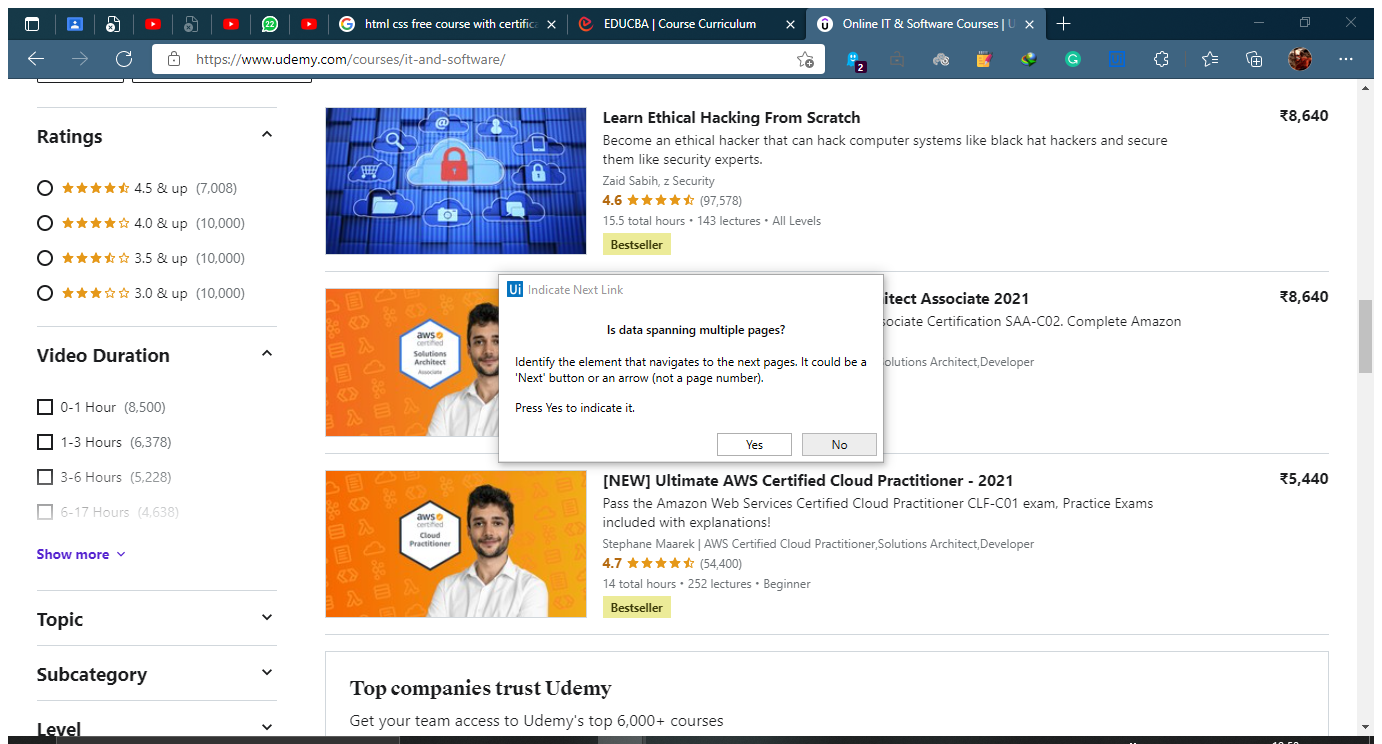 22
html css free course with certifica
EDUCBA | Course Curriculum
Online IT & Software Courses | U
https://www.udemy.com/courses/it-and-software/
2
Ratings
4.5 & up (7,008)
4.0 & up (10,000)
3.5 & up (10,000)
3.0 & up (10,000)
Video Duration
0-1 Hour (8,500)
1-3 Hours (6,378)
3-6 Hours (5,228)
6-17 Hours (4,638)
Show more
Topic
Subcategory
Level
Learn Ethical Hacking From Scratch
₹8,640
Become an ethical hacker that can hack computer systems like black hat hackers and secure
them like security experts.
Zaid Sabih, z Security
4.6 (97,578)
15.5 total hours • 143 lectures • All Levels
Bestseller
aws
certified
Solutions
Architect
Associate
itect Associate 2021
₹8,640
sociate Certification SAA-C02. Complete Amazon
olutions Architect,Developer
Ui Indicate Next Link
Is data spanning multiple pages?
Identify the element that navigates to the next pages. It could be a
'Next' button or an arrow (not a page number).
Press Yes to indicate it.
Yes
No
aws
certified
Cloud
Practitioner
[NEW] Ultimate AWS Certified Cloud Practitioner - 2021
₹5,440
Pass the Amazon Web Services Certified Cloud Practitioner CLF-C01 exam, Practice Exams
included with explanations!
Stephane Maarek | AWS Certified Cloud Practitioner,Solutions Architect,Developer
4.7 (54,400)
14 total hours • 252 lectures • Beginner
Bestseller
Top companies trust Udemy
Get your team access to Udemy's top 6,000+ courses